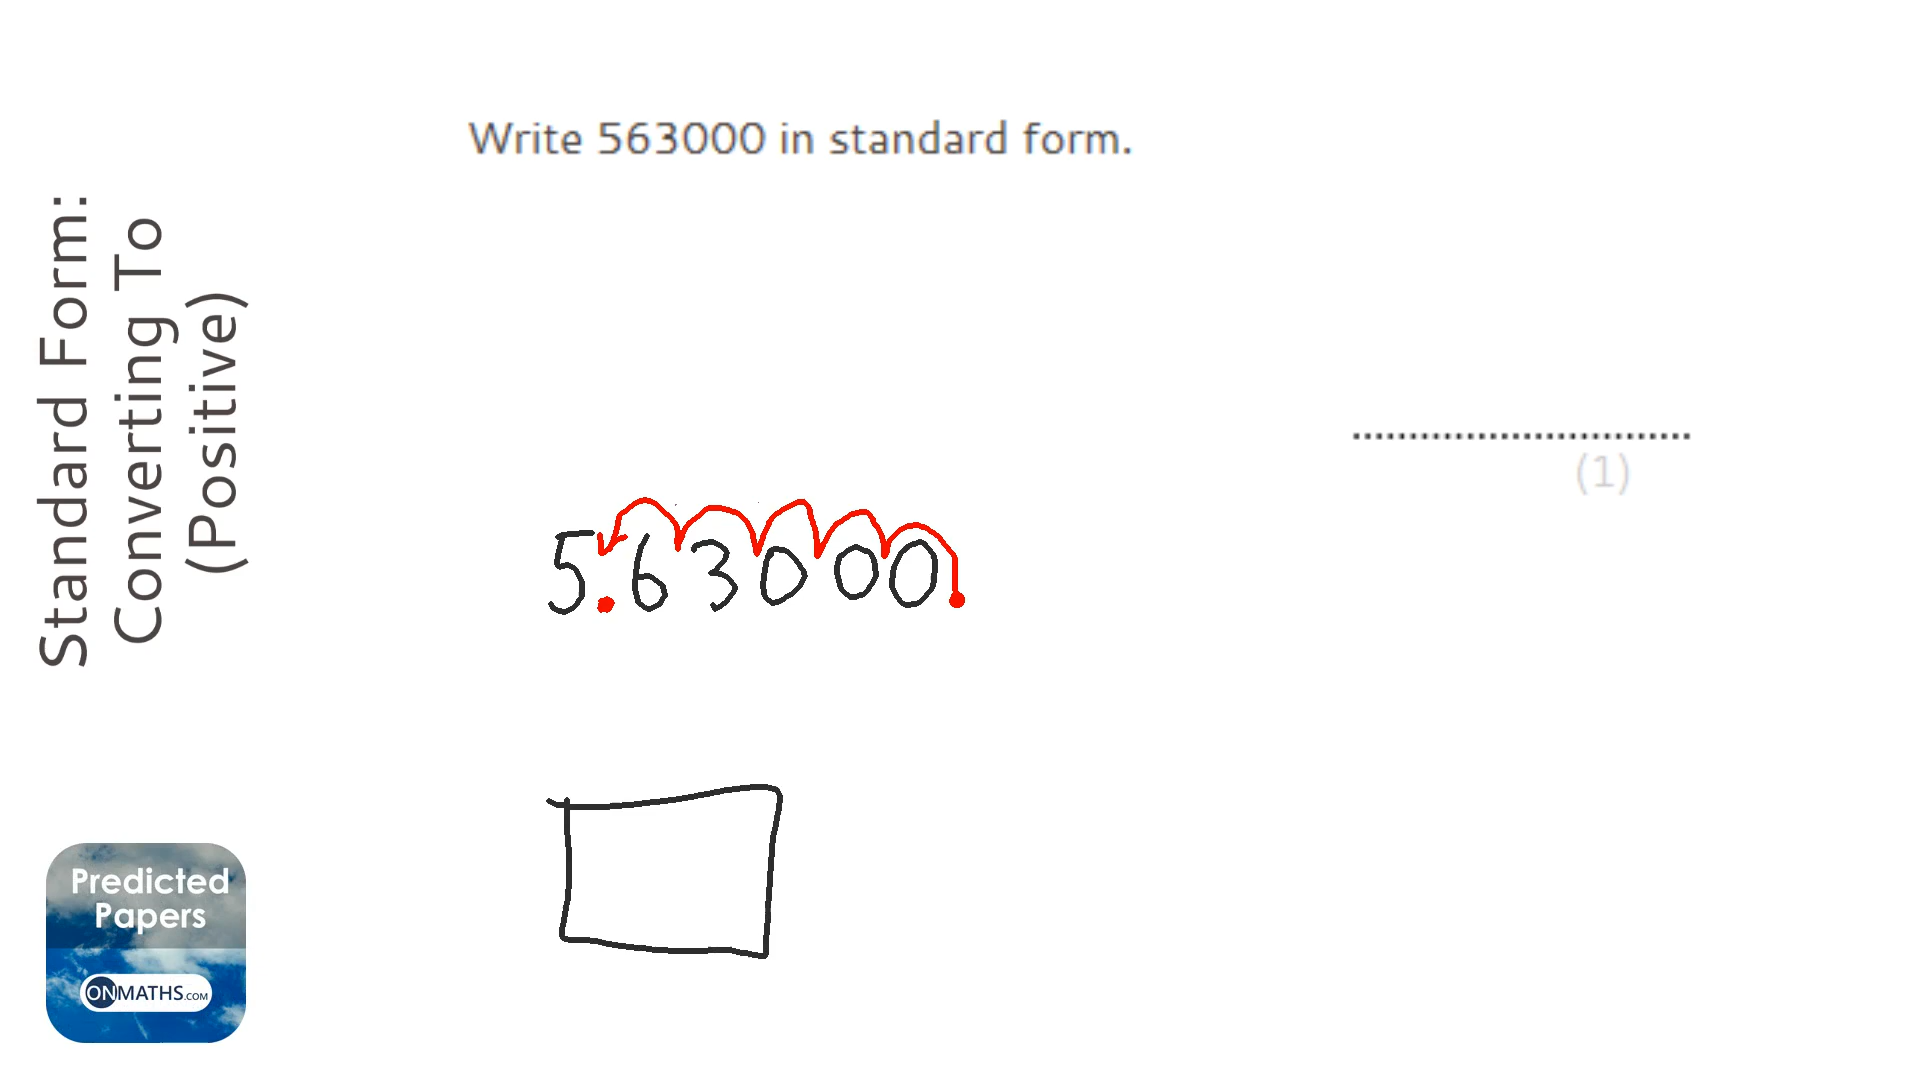 Write 563000 in standard form.
Standard Form:
Converting To
(Positive)
(1)
5.63000.
Predicted
Papers
ONMATHS.COM